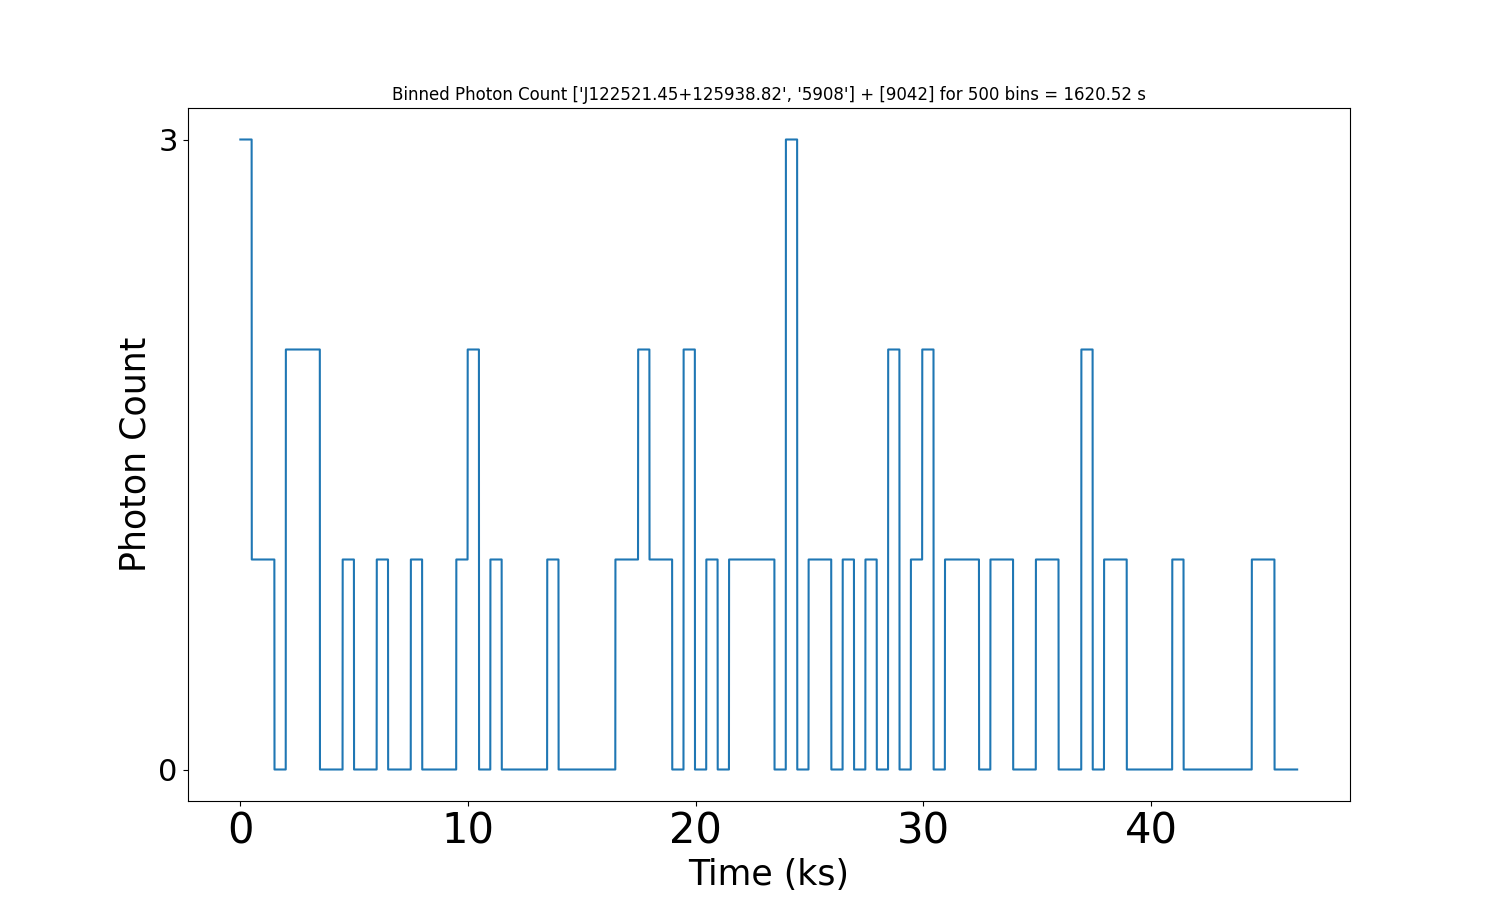 Binned Photon Count ['J122521.45+125938.82', '5908'] + [9042] for 500 bins = 1620.52 s
3
Photon Count
0
0 10 20 30 40
Time (ks)